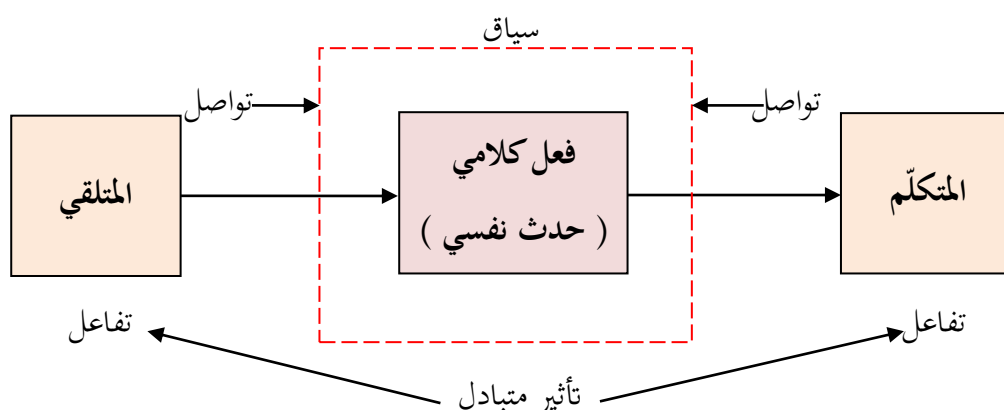 سياق
تواصل
تواصل
المتكلّم
فعل كلامي
( حدث نفسي )
المتلقي
تفاعل
تفاعل
تأثير متبادل